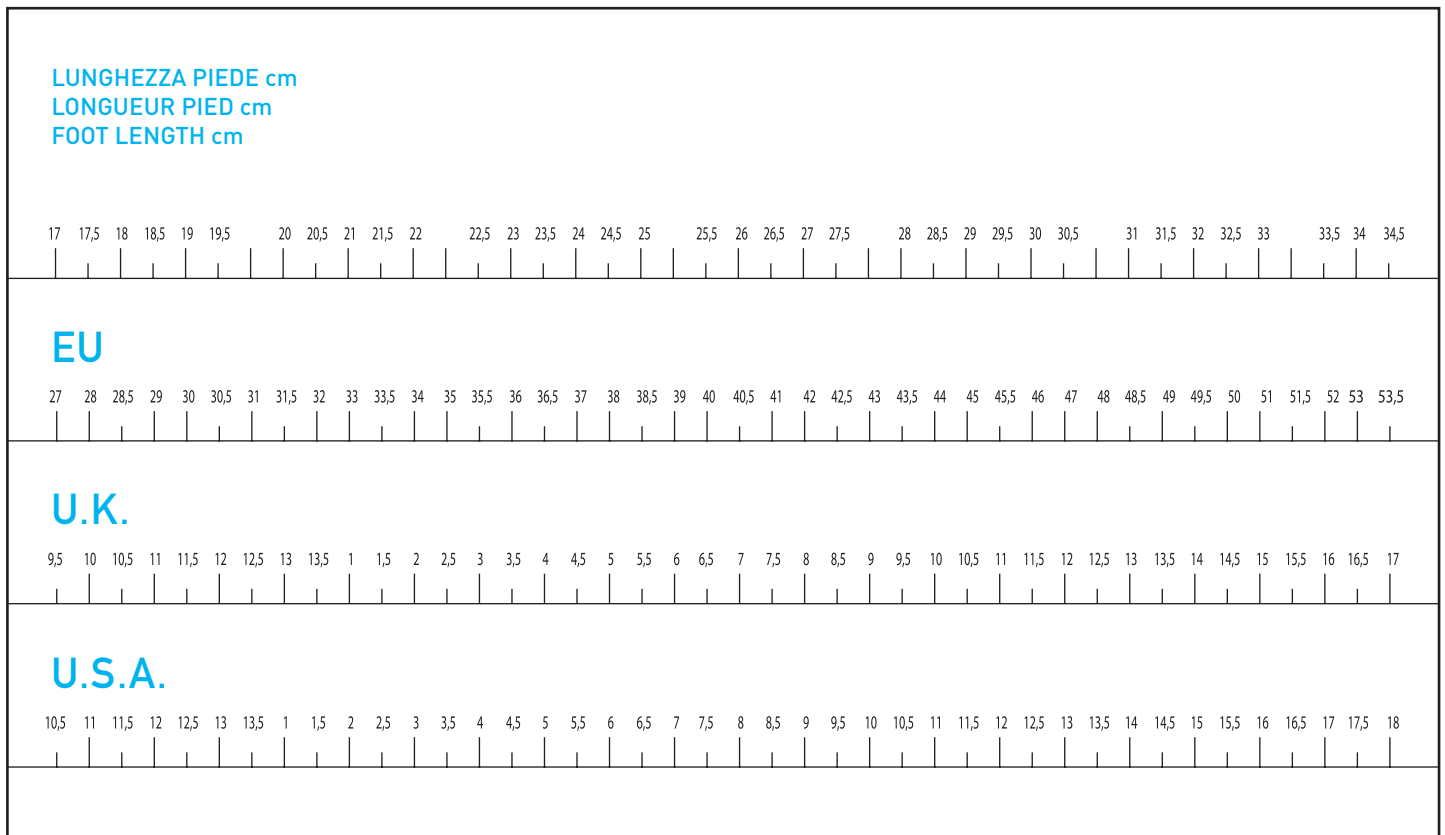 LUNGHEZZA PIEDE cm
LONGUEUR PIED cm
FOOT LENGTH cm
17 17,5 18 18,5 19 19,5 20 20,5 21 21,5 22 22,5 23 23,5 24 24,5 25 25,5 26 26,5 27 27,5 28 28,5 29 29,5 30 30,5 31 31,5 32 32,5 33 33,5 34 34,5
EU
27 28 28,5 29 30 30,5 31 31,5 32 33 33,5 34 35 35,5 36 36,5 37 38 38,5 39 40 40,5 41 42 42,5 43 43,5 44 45 45,5 46 47 48 48,5 49 49,5 50 51 51,5 52 53 53,5
U.K.
9,5 10 10,5 11 11,5 12 12,5 13 13,5 1 1,5 2 2,5 3 3,5 4 4,5 5 5,5 6 6,5 7 7,5 8 8,5 9 9,5 10 10,5 11 11,5 12 12,5 13 13,5 14 14,5 15 15,5 16 16,5 17
U.S.A.
10,5 11 11,5 12 12,5 13 13,5 1 1,5 2 2,5 3 3,5 4 4,5 5 5,5 6 6,5 7 7,5 8 8,5 9 9,5 10 10,5 11 11,5 12 12,5 13 13,5 14 14,5 15 15,5 16 16,5 17 17,5 18